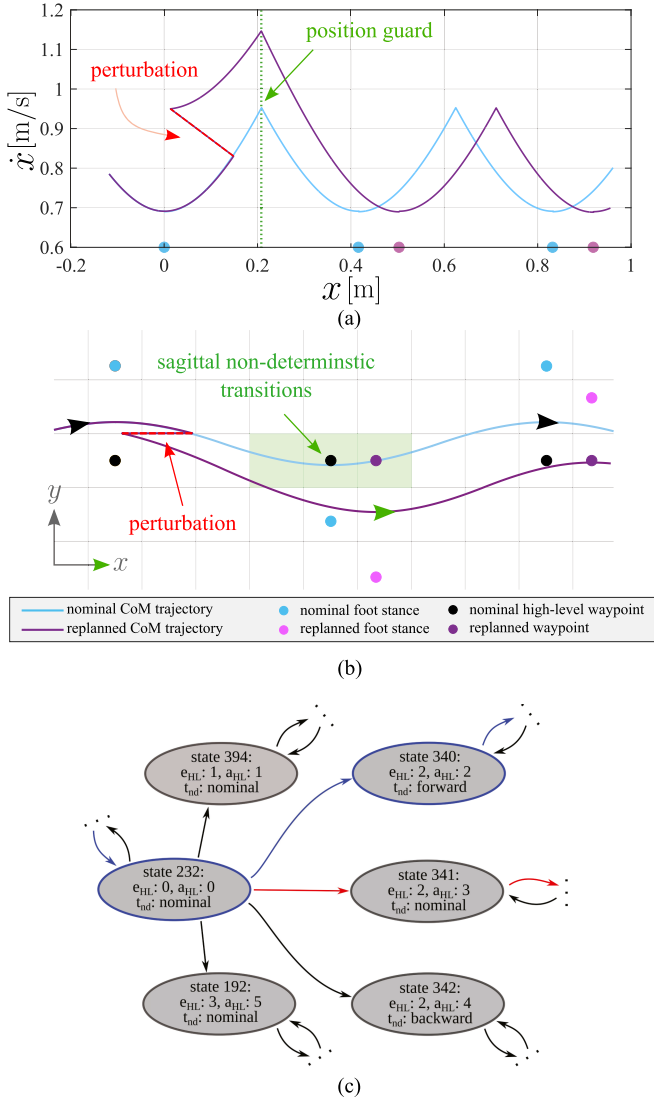 1.2
1.1
1
0.9
0.8
0.7
0.6
ẋ [m/s]
perturbation
position guard
-0.2
0
0.2
0.4
0.6
0.8
1
x [m]
(a)
sagittal non-determinstic
transitions
perturbation
y
x
nominal CoM trajectory
nominal foot stance
nominal high-level waypoint
replanned CoM trajectory
replanned foot stance
replanned waypoint
(b)
state 394:
e_HL: 1, a_HL: 1
t_nd: nominal
state 340:
e_HL: 2, a_HL: 2
t_nd: forward
state 232:
e_HL: 0, a_HL: 0
t_nd: nominal
state 341:
e_HL: 2, a_HL: 3
t_nd: nominal
state 192:
e_HL: 3, a_HL: 5
t_nd: nominal
state 342:
e_HL: 2, a_HL: 4
t_nd: backward
(c)